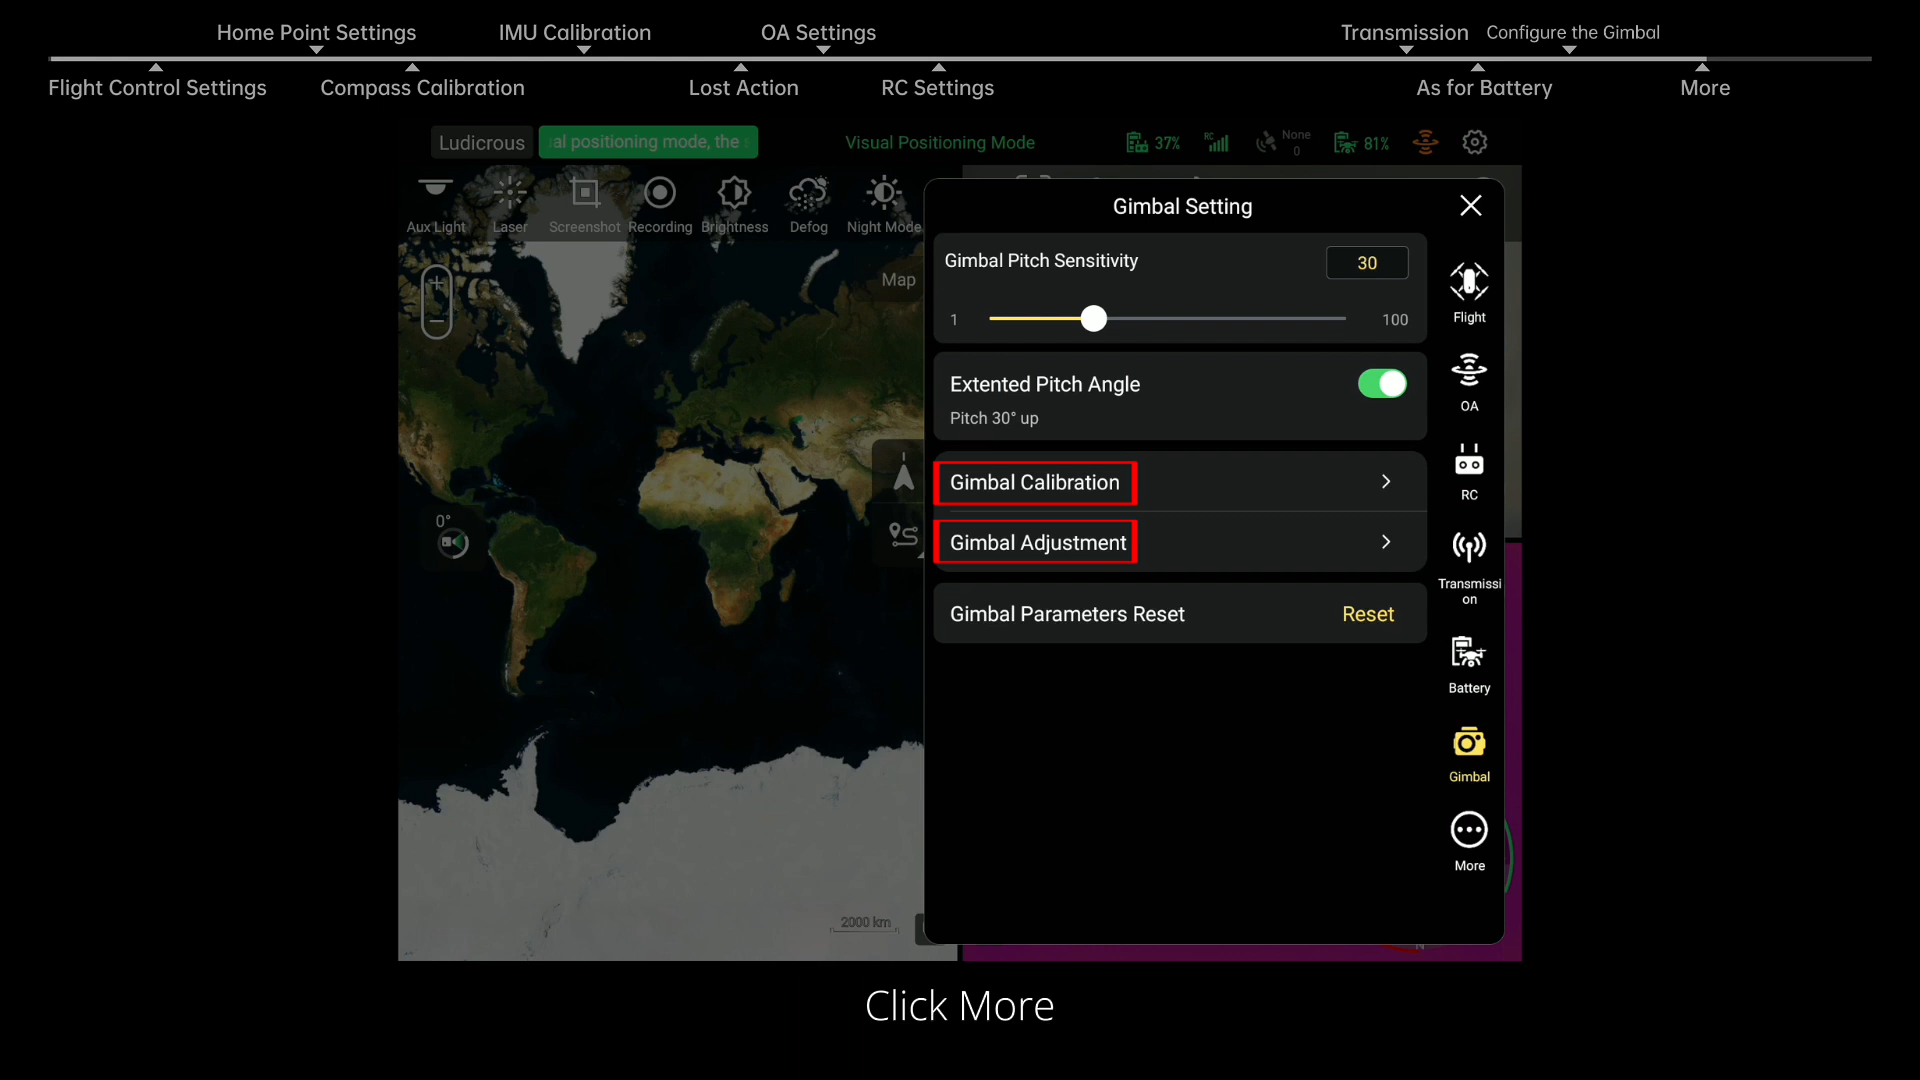 Home Point Settings
IMU Calibration
OA Settings
Transmission
Configure the Gimbal
Flight Control Settings
Compass Calibration
Lost Action
RC Settings
As for Battery
More
Ludicrous
al positioning mode, the
Visual Positioning Mode
37%
RC
None
0
81%
Aux Light
Laser
Screenshot
Recording
Brightness
Defog
Night Mode
Map
0°
2000 km
N
Gimbal Setting
Gimbal Pitch Sensitivity
30
1
100
Extented Pitch Angle
Pitch 30° up
Gimbal Calibration
Gimbal Adjustment
Gimbal Parameters Reset
Reset
Flight
OA
RC
Transmissi
on
Battery
Gimbal
More
Click More